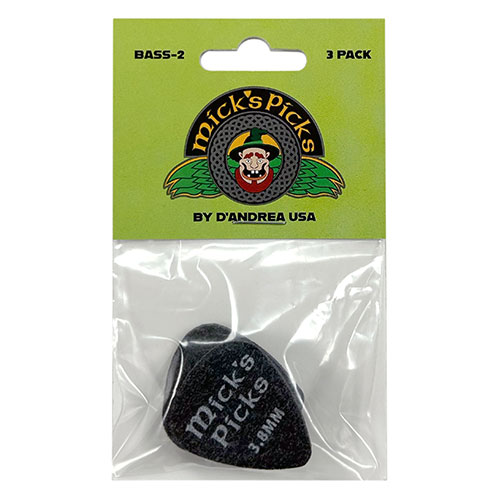 BASS-2 3 PACK
Mick's Picks
BY D'ANDREA USA
Mick's
Picks
3.8MM